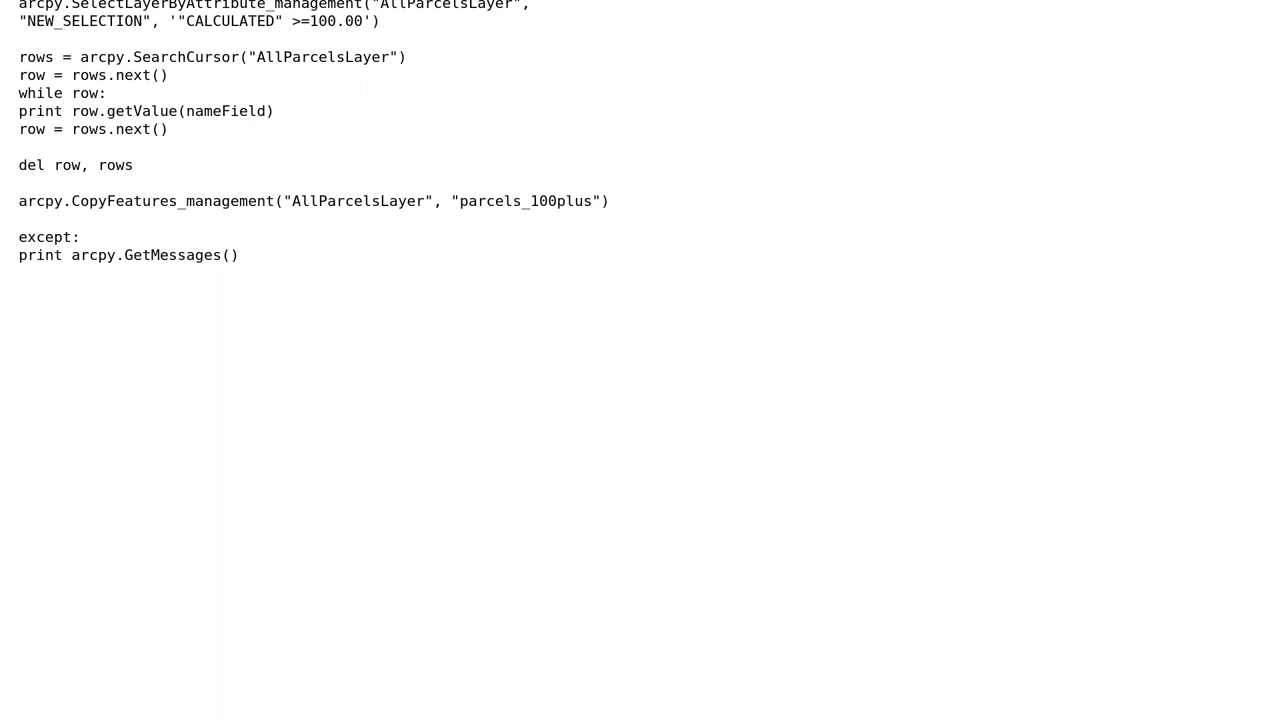 arcpy.SelectLayerByAttribute_management("AllParcelsLayer",
"NEW_SELECTION", '"CALCULATED" >=100.00')
rows = arcpy.SearchCursor("AllParcelsLayer")
row = rows.next()
while row:
print row.getValue(nameField)
row = rows.next()
del row, rows
arcpy.CopyFeatures_management("AllParcelsLayer", "parcels_100plus")
except:
print arcpy.GetMessages()